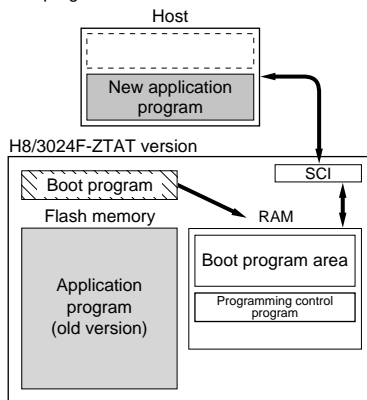 Host
New application
program
H8/3024F-ZTAT version
SCI
Boot program
Flash memory
RAM
Boot program area
Application
program
(old version)
Programming control
program